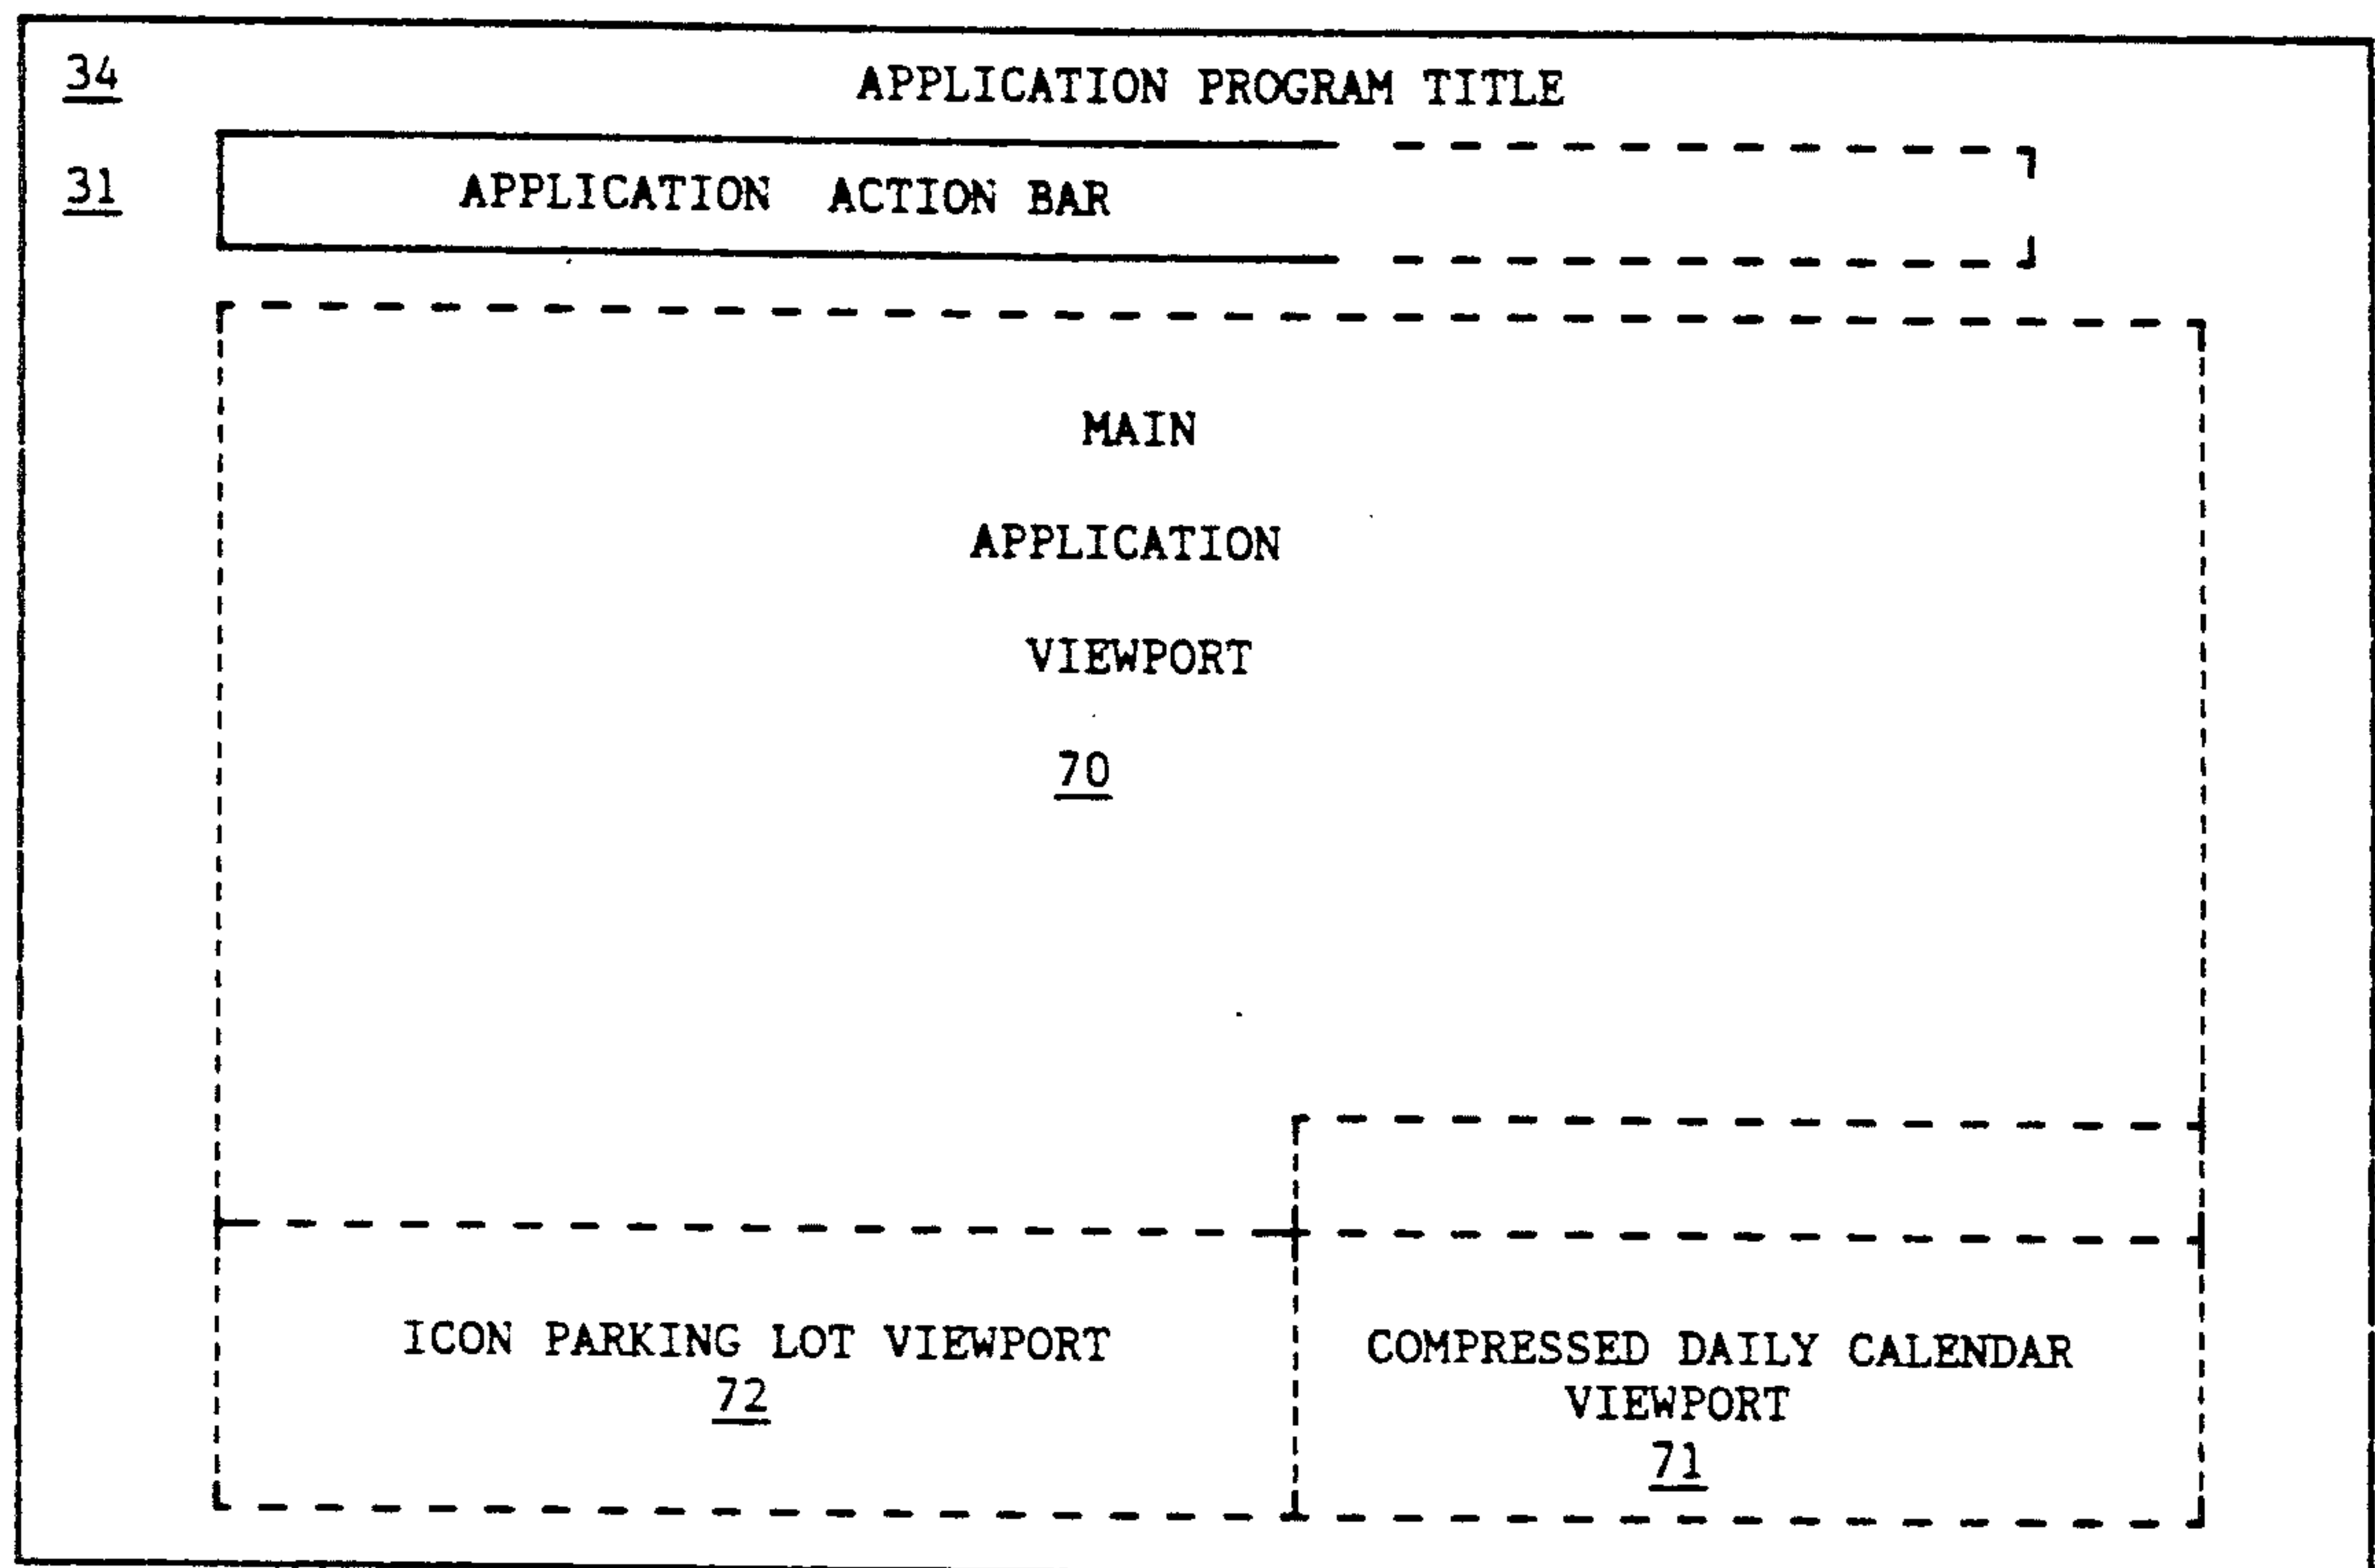 34 APPLICATION PROGRAM TITLE
31 APPLICATION ACTION BAR
MAIN
APPLICATION
VIEWPORT
70
ICON PARKING LOT VIEWPORT
72
COMPRESSED DAILY CALENDAR
VIEWPORT
71